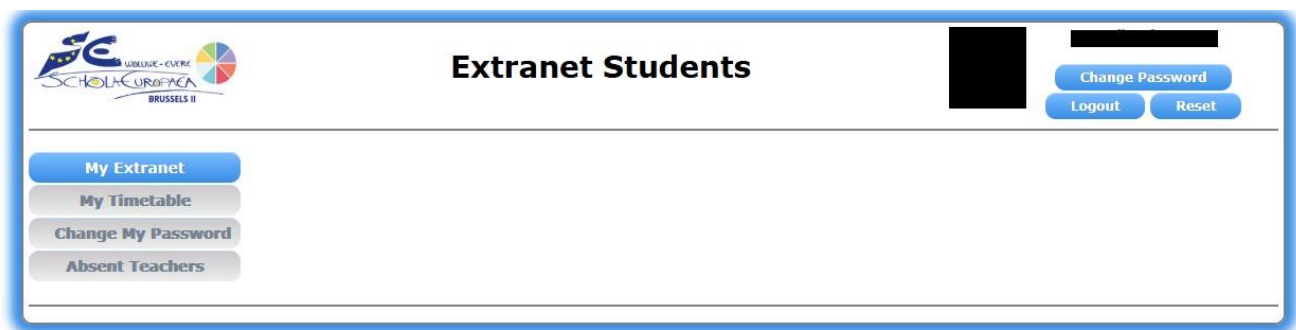 WOLUWE - EVERE
SCHOLA EUROPAEA
BRUSSELS II
Extranet Students
Change Password
Logout Reset
My Extranet
My Timetable
Change My Password
Absent Teachers